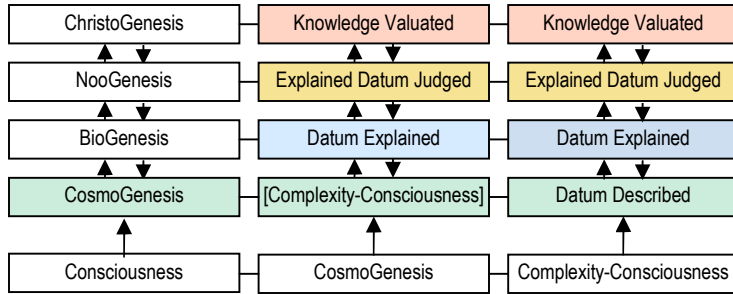 ChristoGenesis Knowledge Valuated Knowledge Valuated
NooGenesis Explained Datum Judged Explained Datum Judged
BioGenesis Datum Explained Datum Explained
CosmoGenesis [Complexity-Consciousness] Datum Described
Consciousness CosmoGenesis Complexity-Consciousness